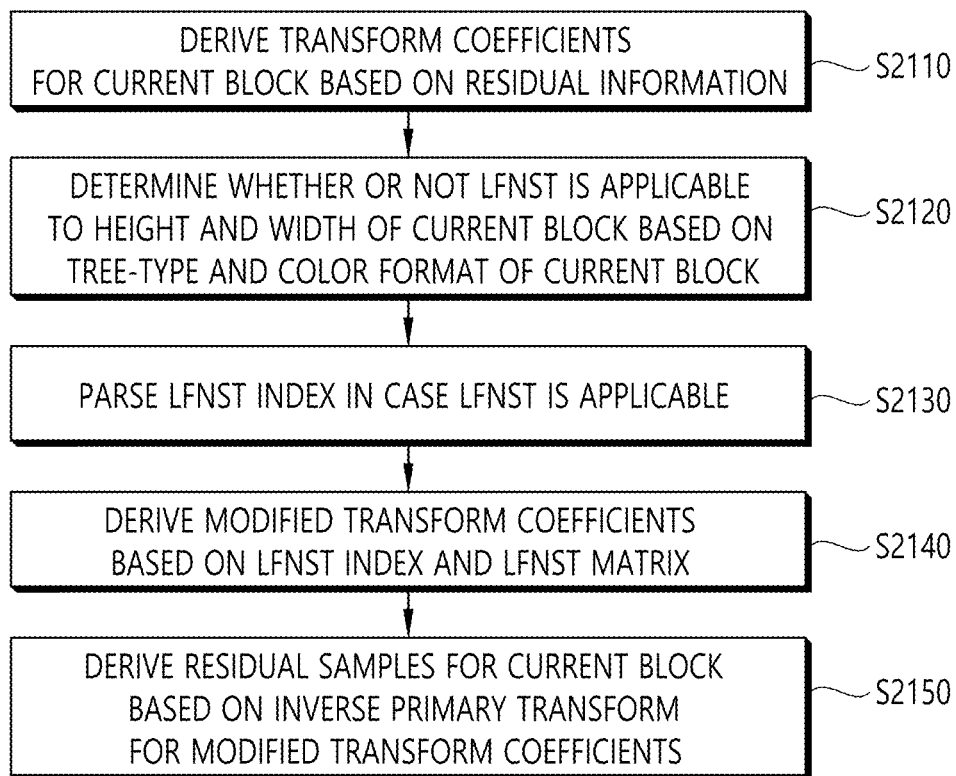 DERIVE TRANSFORM COEFFICIENTS
FOR CURRENT BLOCK BASED ON RESIDUAL INFORMATION
S2110
DETERMINE WHETHER OR NOT LFNST IS APPLICABLE
TO HEIGHT AND WIDTH OF CURRENT BLOCK BASED ON
TREE-TYPE AND COLOR FORMAT OF CURRENT BLOCK
S2120
PARSE LFNST INDEX IN CASE LFNST IS APPLICABLE
S2130
DERIVE MODIFIED TRANSFORM COEFFICIENTS
BASED ON LFNST INDEX AND LFNST MATRIX
S2140
DERIVE RESIDUAL SAMPLES FOR CURRENT BLOCK
BASED ON INVERSE PRIMARY TRANSFORM
FOR MODIFIED TRANSFORM COEFFICIENTS
S2150